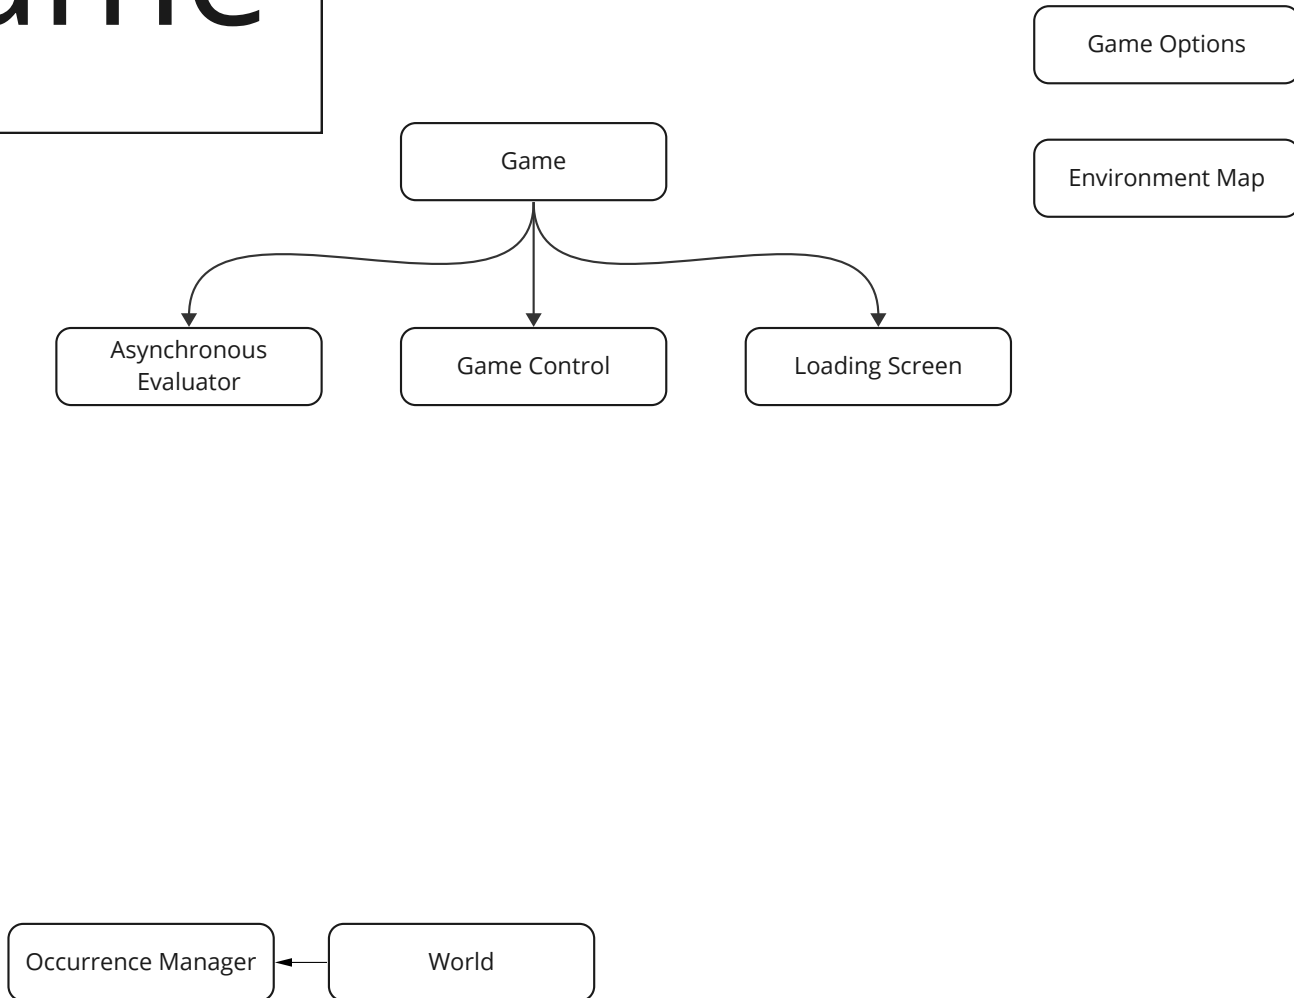 Game Options
Game
Environment Map
Asynchronous
Evaluator
Game Control
Loading Screen
Occurrence Manager
World